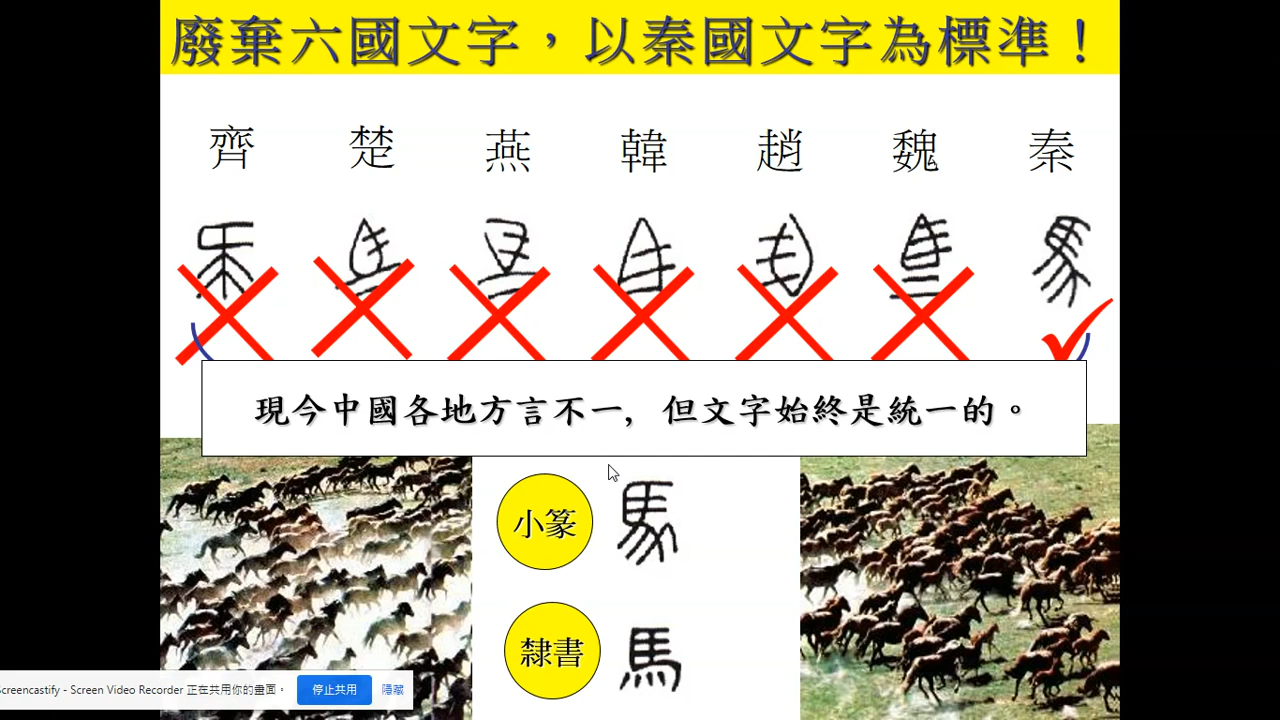 廢棄六國文字，以秦國文字為標準！
齊 楚 燕 韓 趙 魏 秦
現今中國各地方言不一，但文字始終是統一的。
小篆 馬
隸書 馬
Screencastify - Screen Video Recorder 正在共用你的畫面。 停止共用 隱藏